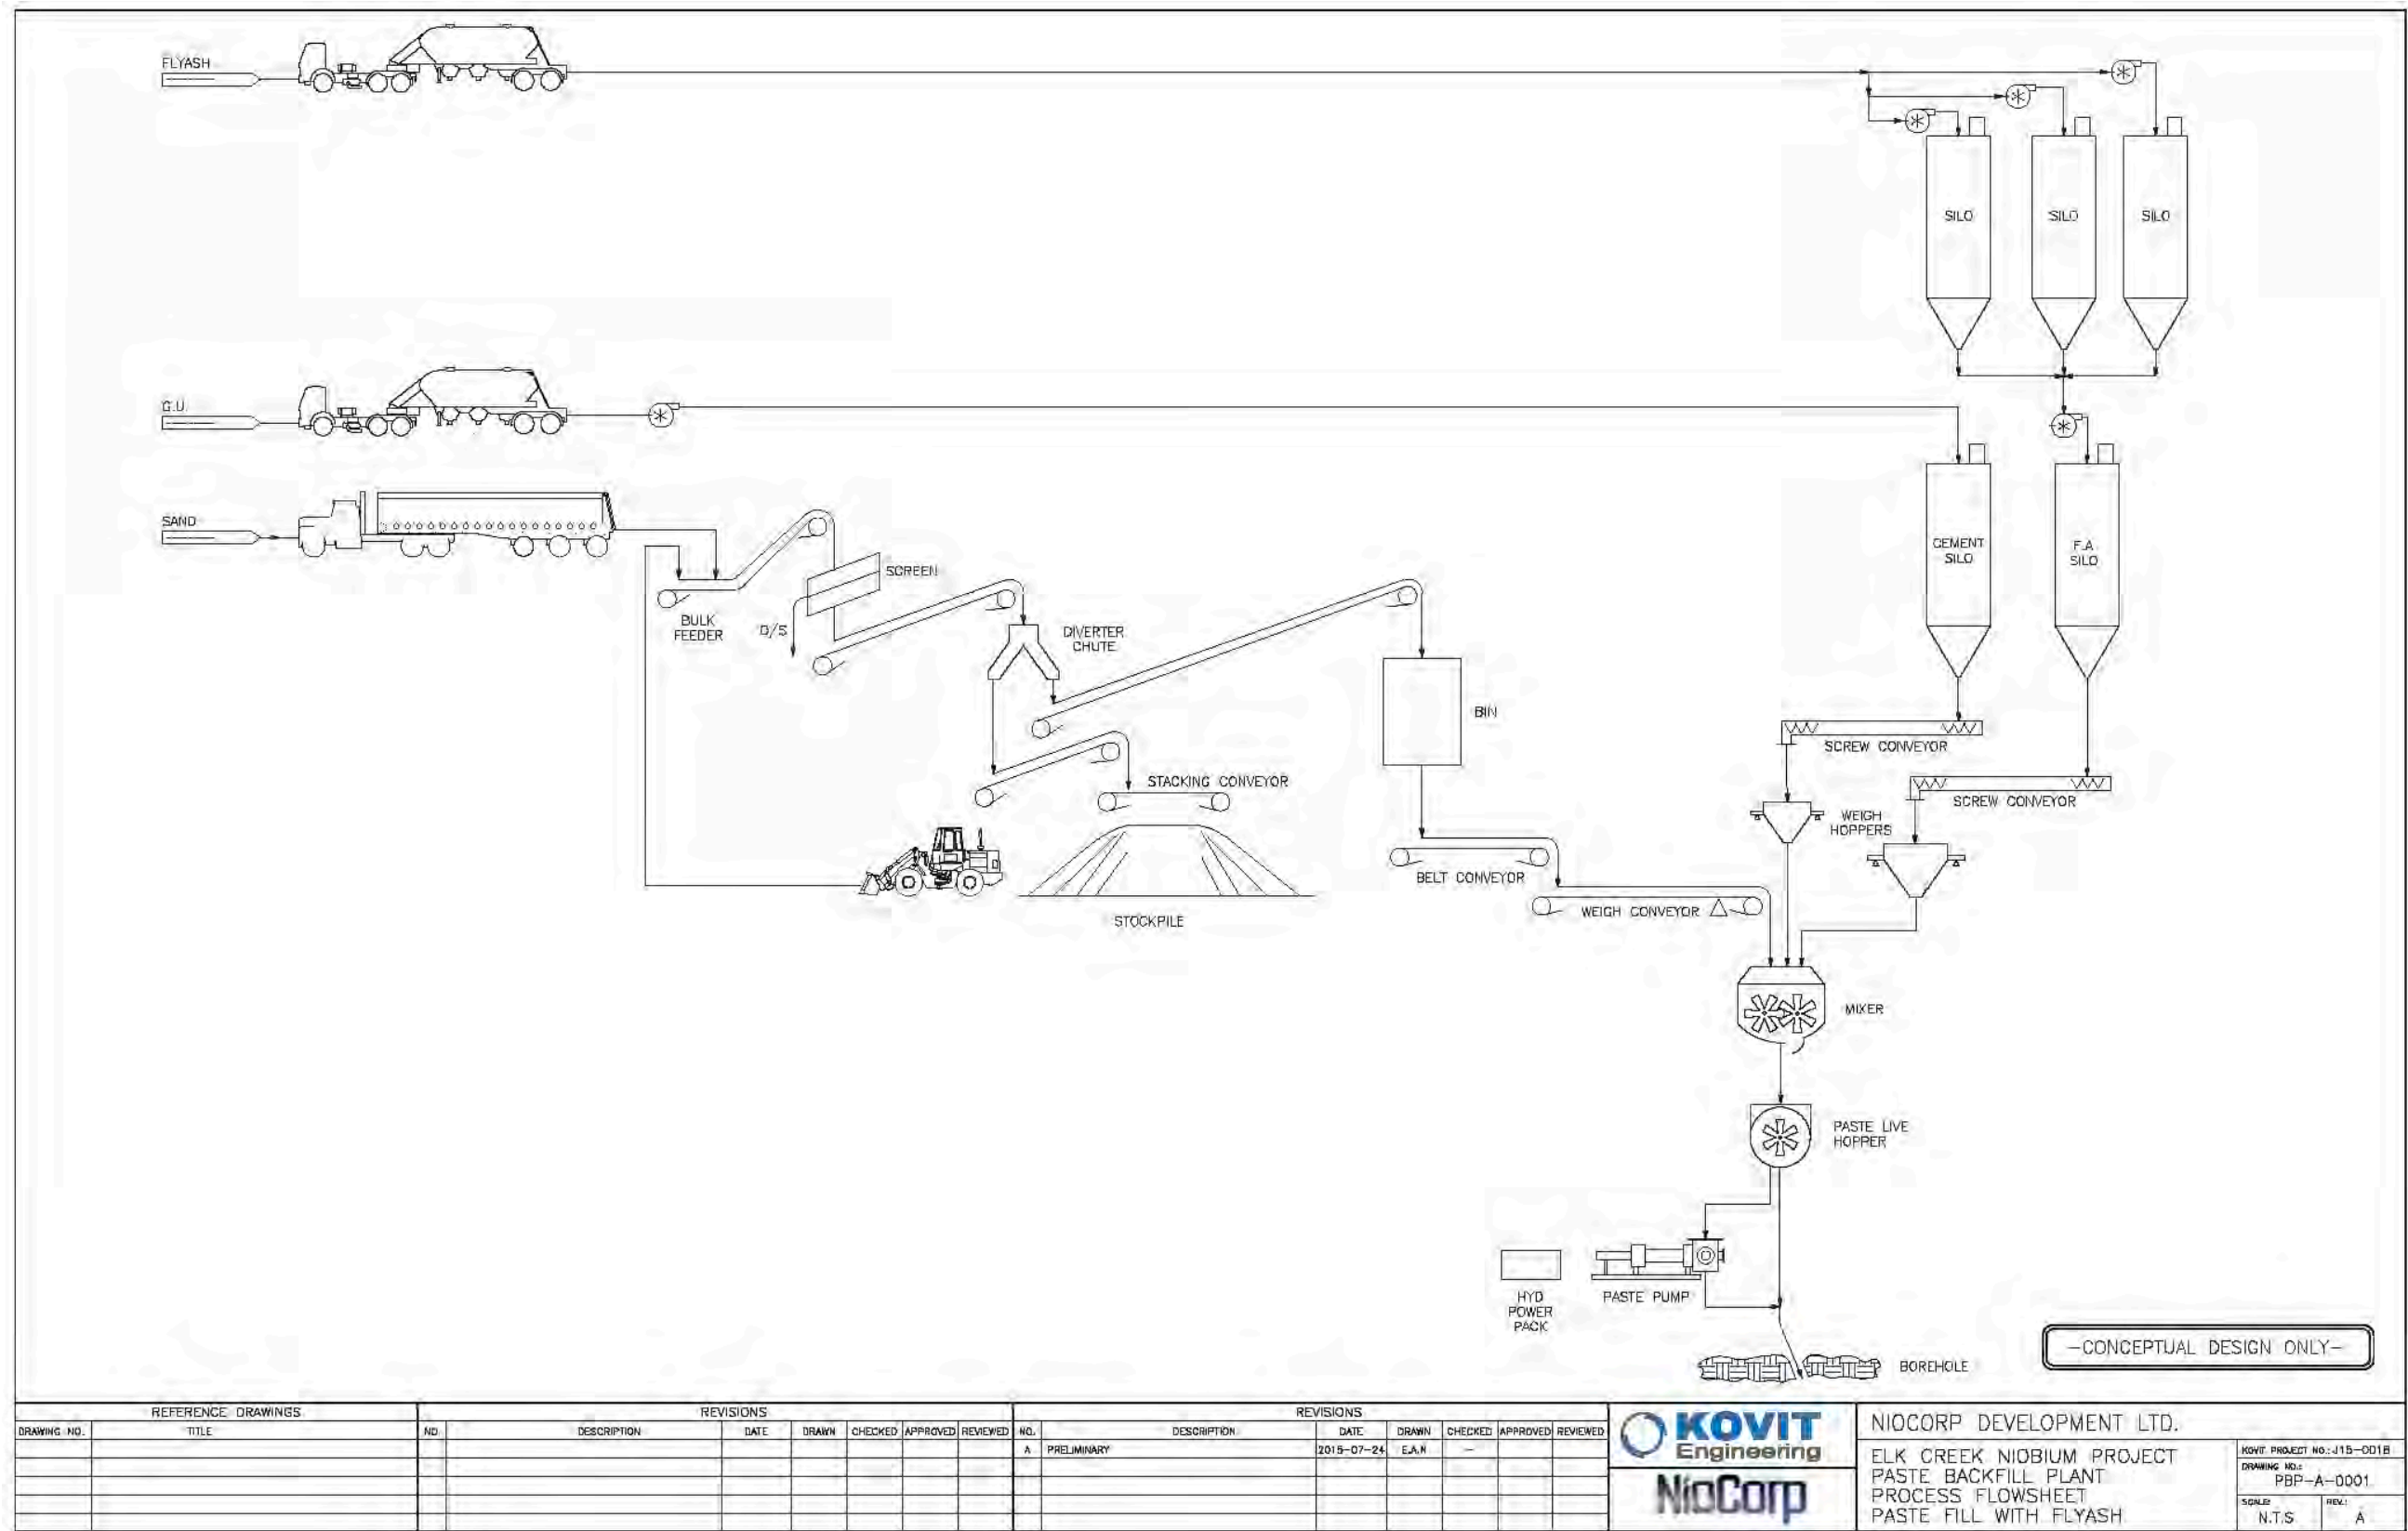 FLYASH
SILO
SILO
SILO
G.U.
SAND
SCREEN
BULK
FEEDER
O/S
DIVERTER
CHUTE
CEMENT
SILO
F.A
SILO
BIN
SCREW CONVEYOR
STACKING CONVEYOR
SCREW CONVEYOR
WEIGH
HOPPERS
BELT CONVEYOR
WEIGH CONVEYOR
STOCKPILE
MIXER
PASTE LIVE
HOPPER
HYD
POWER
PACK
PASTE PUMP
-CONCEPTUAL DESIGN ONLY-
BOREHOLE
REFERENCE DRAWINGS
DRAWING NO. TITLE
REVISIONS
NO DESCRIPTION DATE DRAWN CHECKED APPROVED REVIEWED
REVISIONS
NO. DESCRIPTION DATE DRAWN CHECKED APPROVED REVIEWED
A PRELIMINARY 2015-07-24 E.A.N –
KOVIT
Engineering
NioCorp
NIOCORP DEVELOPMENT LTD.
ELK CREEK NIOBIUM PROJECT
PASTE BACKFILL PLANT
PROCESS FLOWSHEET
PASTE FILL WITH FLYASH
KOVIT PROJECT NO.: J15-001B
DRAWING NO.:
PBP-A-0001
SCALE:
N.T.S
REV.:
A